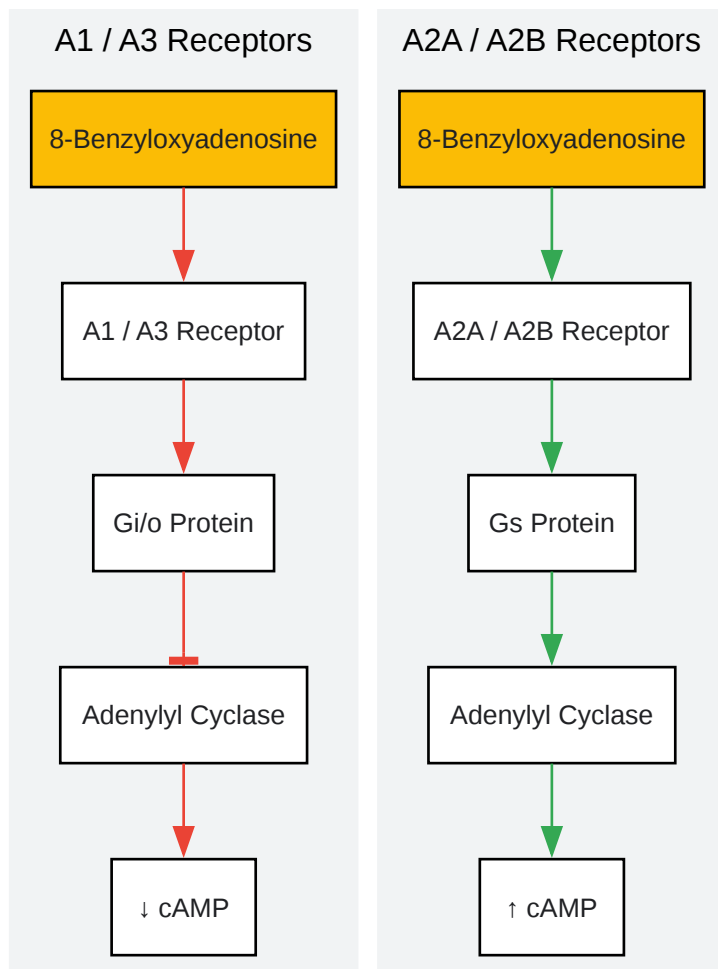 A1 / A3 Receptors
8-Benzyloxyadenosine
A1 / A3 Receptor
Gi/o Protein
Adenylyl Cyclase
↓ cAMP
A2A / A2B Receptors
8-Benzyloxyadenosine
A2A / A2B Receptor
Gs Protein
Adenylyl Cyclase
↑ cAMP